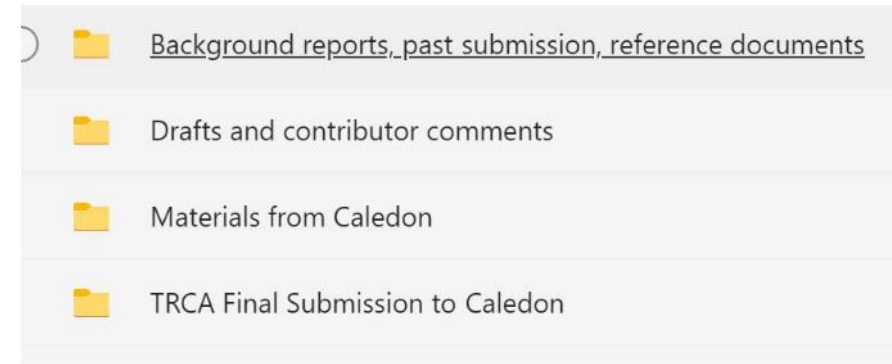 Background reports, past submission, reference documents
Drafts and contributor comments
Materials from Caledon
TRCA Final Submission to Caledon